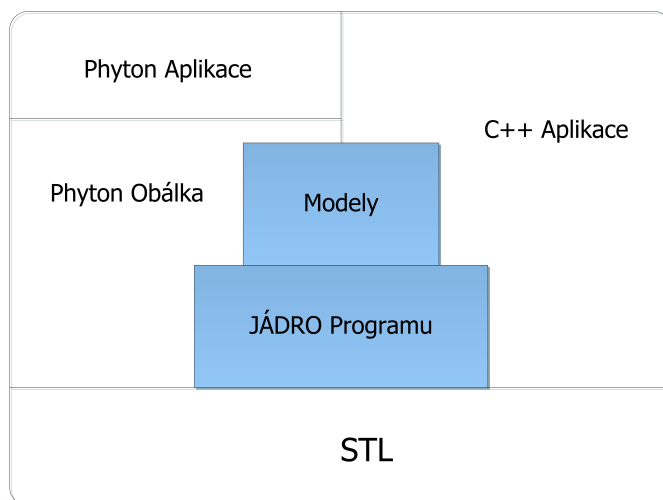 Phyton Aplikace
C++ Aplikace
Phyton Obálka
Modely
JÁDRO Programu
STL